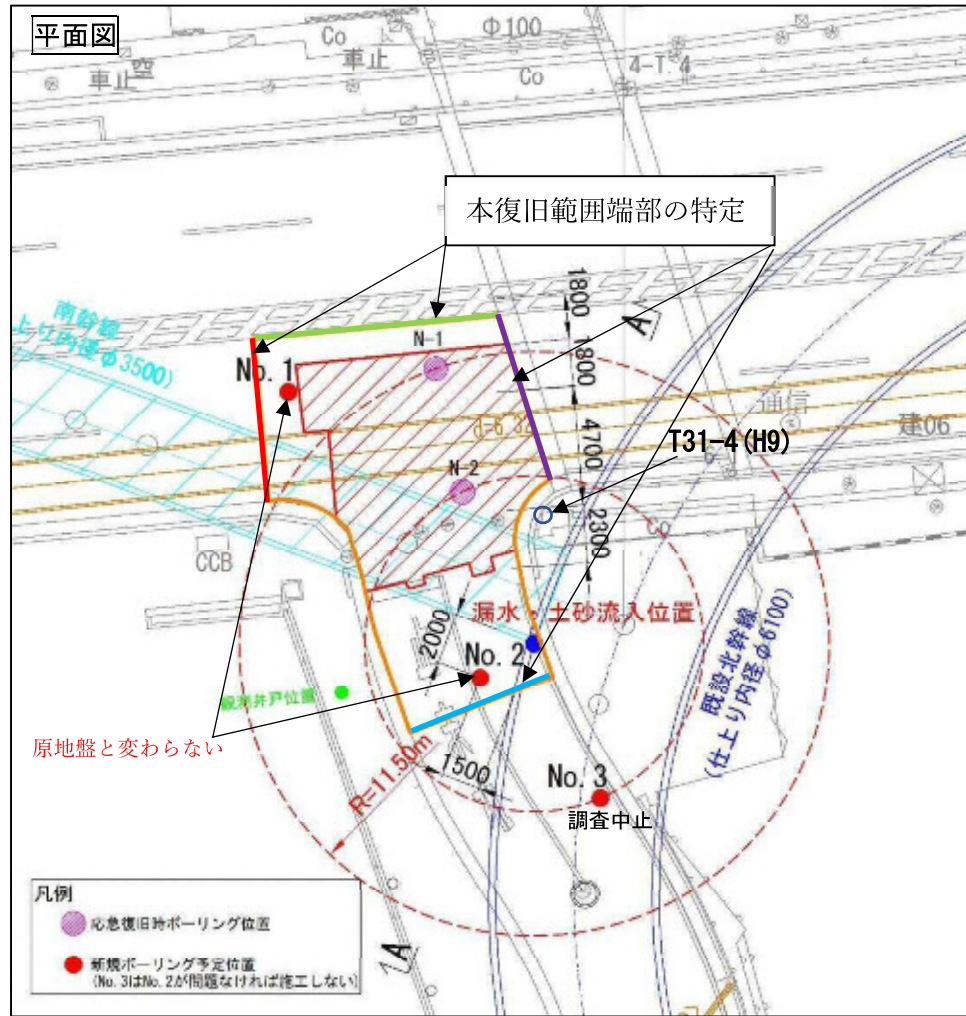 平面図
Co
Φ100
車止
空
車止
Co
4-T.4
本復旧範囲端部の特定
南幹線
上り内径φ3500)
N-1
No. 1
1800
A
1800
通信
建06
4700
T31-4(H9)
N-2
2300
CCB
漏水・土砂流入位置
2000
No. 2
観測井戸位置
既設北幹線
(仕上り内径φ6100)
原地盤と変わらない
1500
R=11.50m
No. 3
調査中止
凡例
応急復旧時ボーリング位置
新規ボーリング予定位置
(No.3はNo.2が問題なければ施工しない)
A